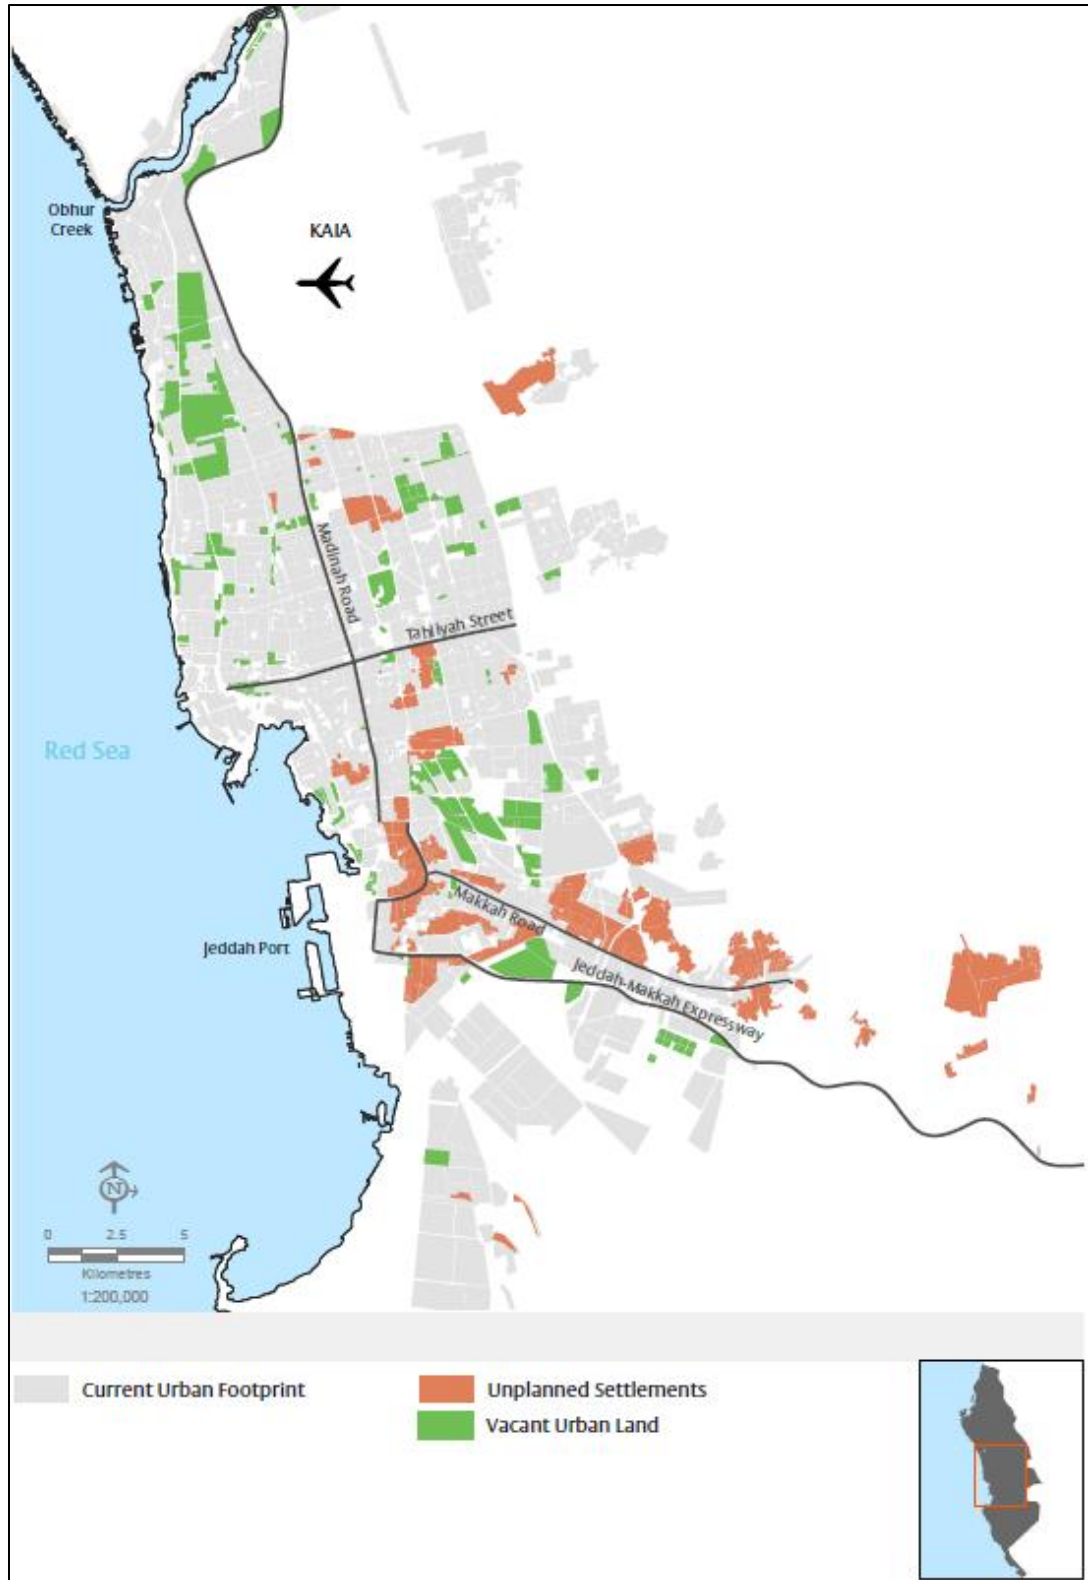 Obhur
Creek
KAIA
Madinah Road
Tahliyah Street
Red Sea
Makkah Road
Jeddah Port
Jeddah-Makkah Expressway
N
0 2.5 5
Kilometres
1:200,000
Current Urban Footprint
Unplanned Settlements
Vacant Urban Land